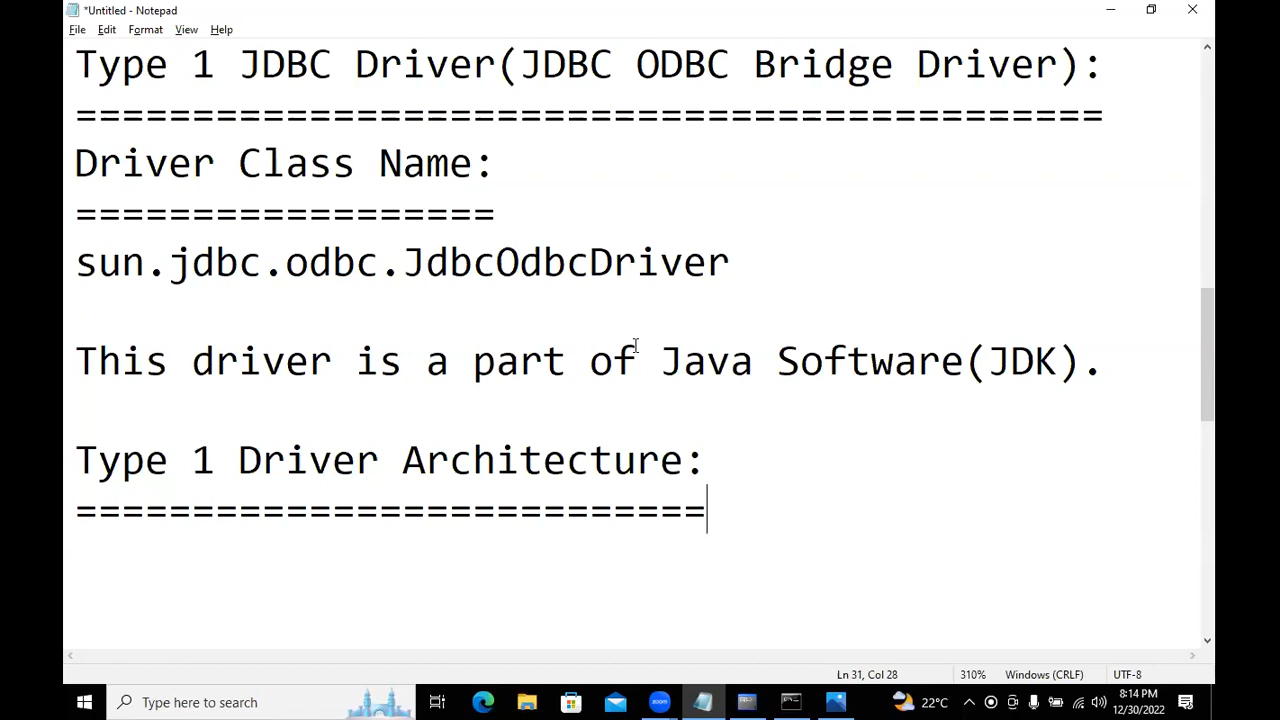 *Untitled - Notepad
File Edit Format View Help
Type 1 JDBC Driver(JDBC ODBC Bridge Driver):
============================================
Driver Class Name:
==================
sun.jdbc.odbc.JdbcOdbcDriver
This driver is a part of Java Software(JDK).
Type 1 Driver Architecture:
===========================
Ln 31, Col 28 310% Windows (CRLF) UTF-8
Type here to search zoom 22°C 8:14 PM
12/30/2022